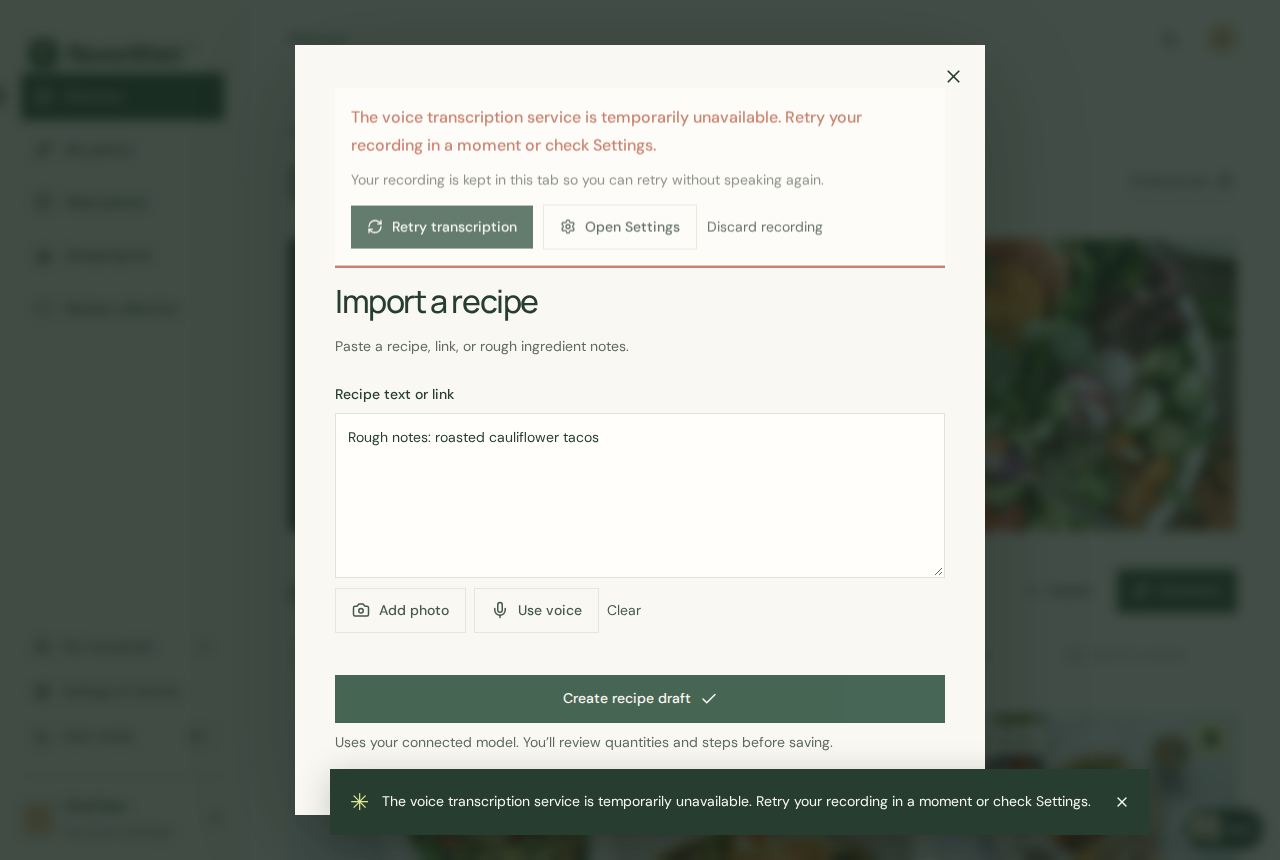 The voice transcription service is temporarily unavailable. Retry your
recording in a moment or check Settings.
Your recording is kept in this tab so you can retry without speaking again.
Retry transcription
Open Settings
Discard recording
Import a recipe
Paste a recipe, link, or rough ingredient notes.
Recipe text or link
Rough notes: roasted cauliflower tacos
Add photo
Use voice
Clear
Create recipe draft
Uses your connected model. You’ll review quantities and steps before saving.
The voice transcription service is temporarily unavailable. Retry your recording in a moment or check Settings.